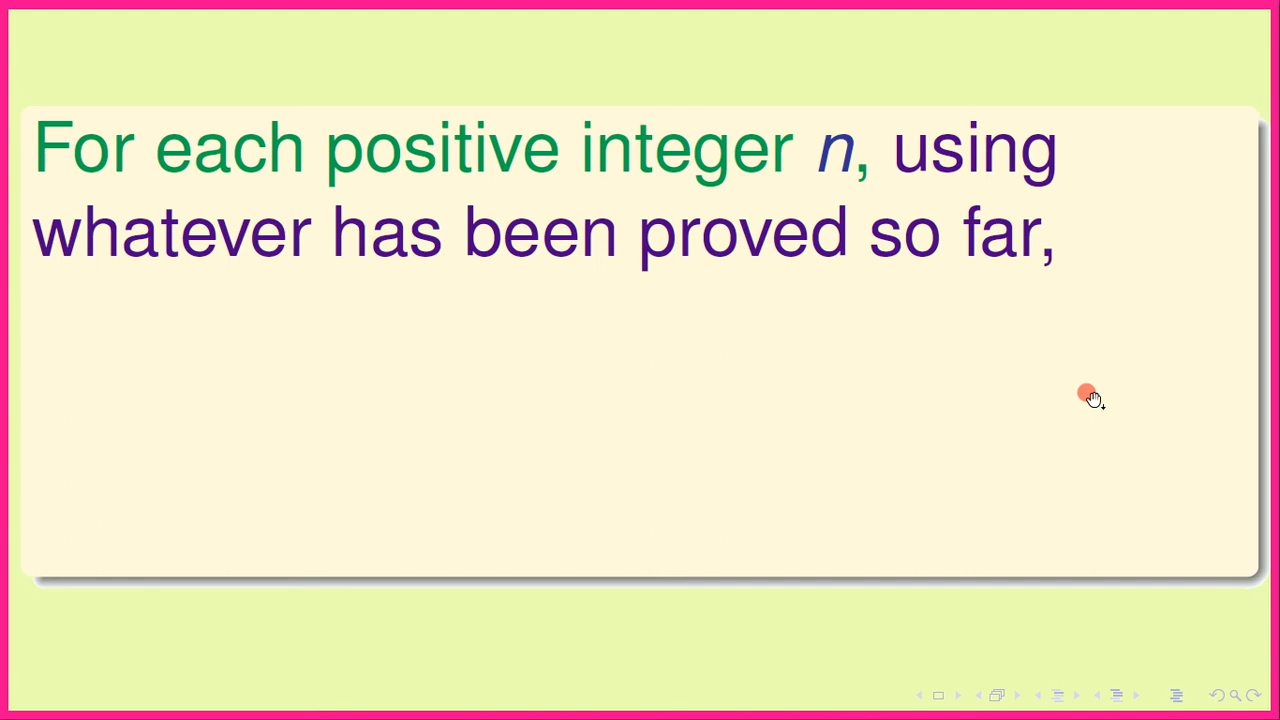 For each positive integer n, using
whatever has been proved so far,